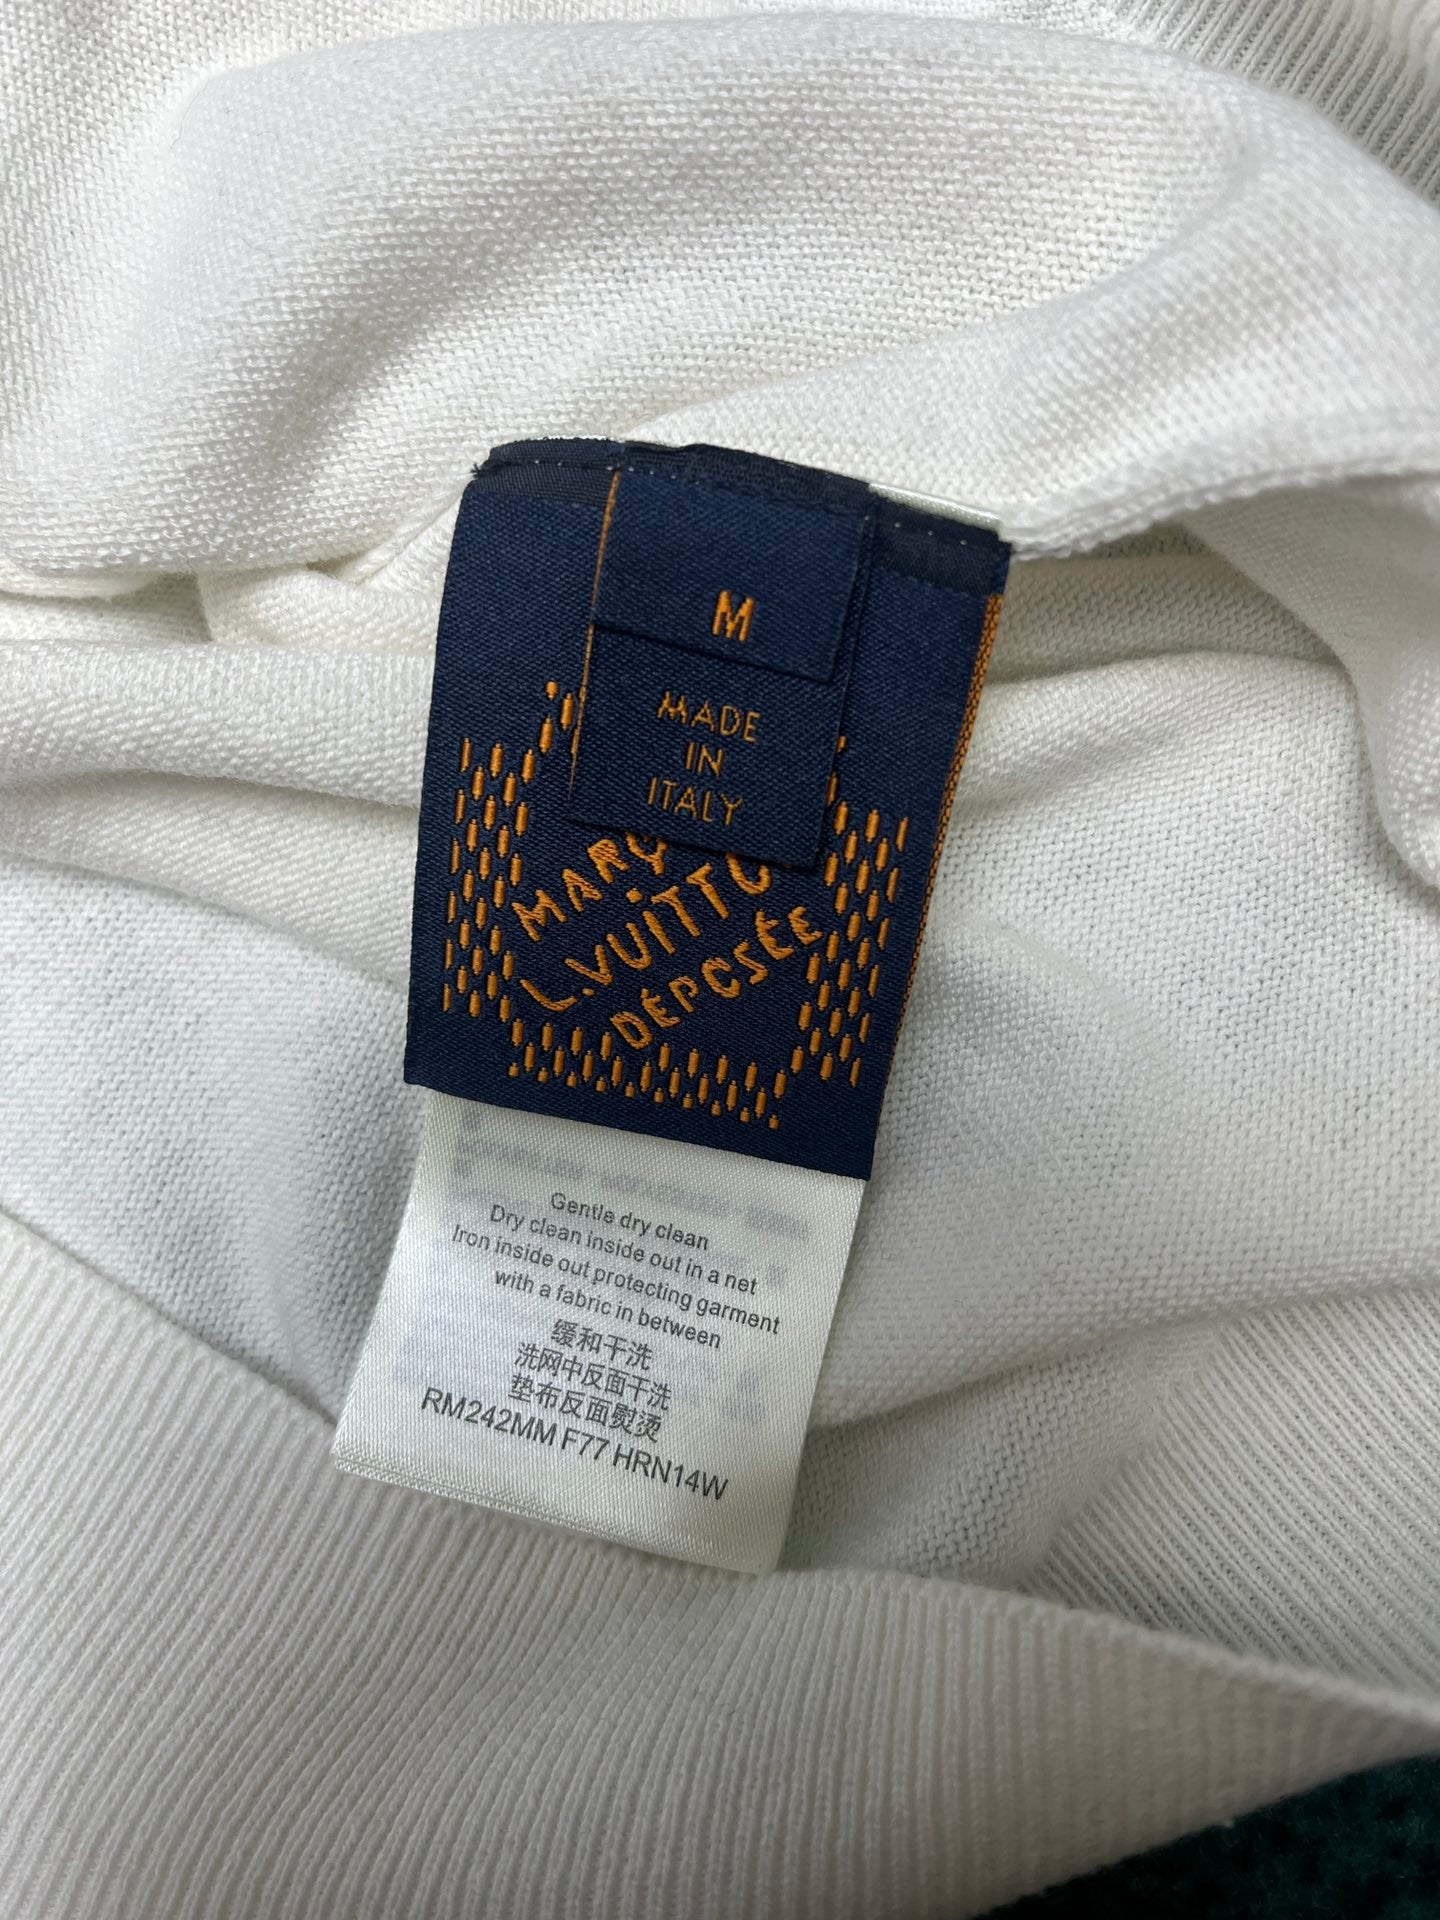 M
MADE
IN
ITALY
MARQ
L.VUITTO
DÉPOSÉE
Gentle dry clean
Dry clean inside out in a net
Iron inside out protecting garment
with a fabric in between
缓和干洗
洗网中反面干洗
垫布反面熨烫
RM242MM F77 HRN14W